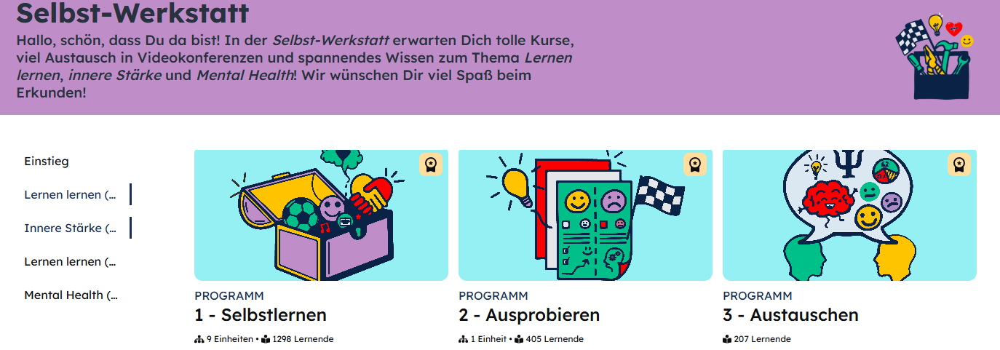 Selbst-Werkstatt
Hallo, schön, dass Du da bist! In der Selbst-Werkstatt erwarten Dich tolle Kurse,
viel Austausch in Videokonferenzen und spannendes Wissen zum Thema Lernen
lernen, innere Stärke und Mental Health! Wir wünschen Dir viel Spaß beim
Erkunden!
Einstieg
Lernen lernen (...
Innere Stärke (...
Lernen lernen (...
Mental Health (...
PROGRAMM
1 - Selbstlernen
9 Einheiten • 1298 Lernende
PROGRAMM
2 - Ausprobieren
1 Einheit • 405 Lernende
PROGRAMM
3 - Austauschen
207 Lernende